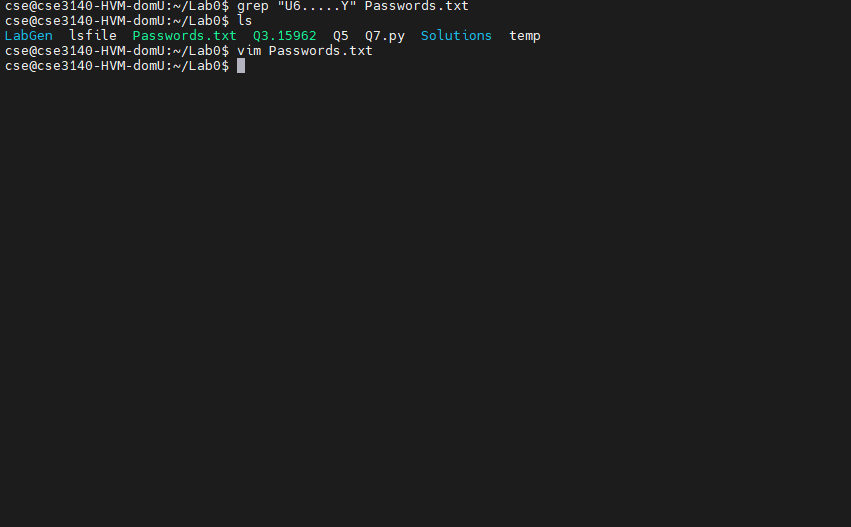 cse@cse3140-HVM-domU:~/Lab0$ grep "U6.....Y" Passwords.txt
cse@cse3140-HVM-domU:~/Lab0$ ls
LabGen  lsfile  Passwords.txt  Q3.15962  Q5  Q7.py  Solutions  temp
cse@cse3140-HVM-domU:~/Lab0$ vim Passwords.txt
cse@cse3140-HVM-domU:~/Lab0$